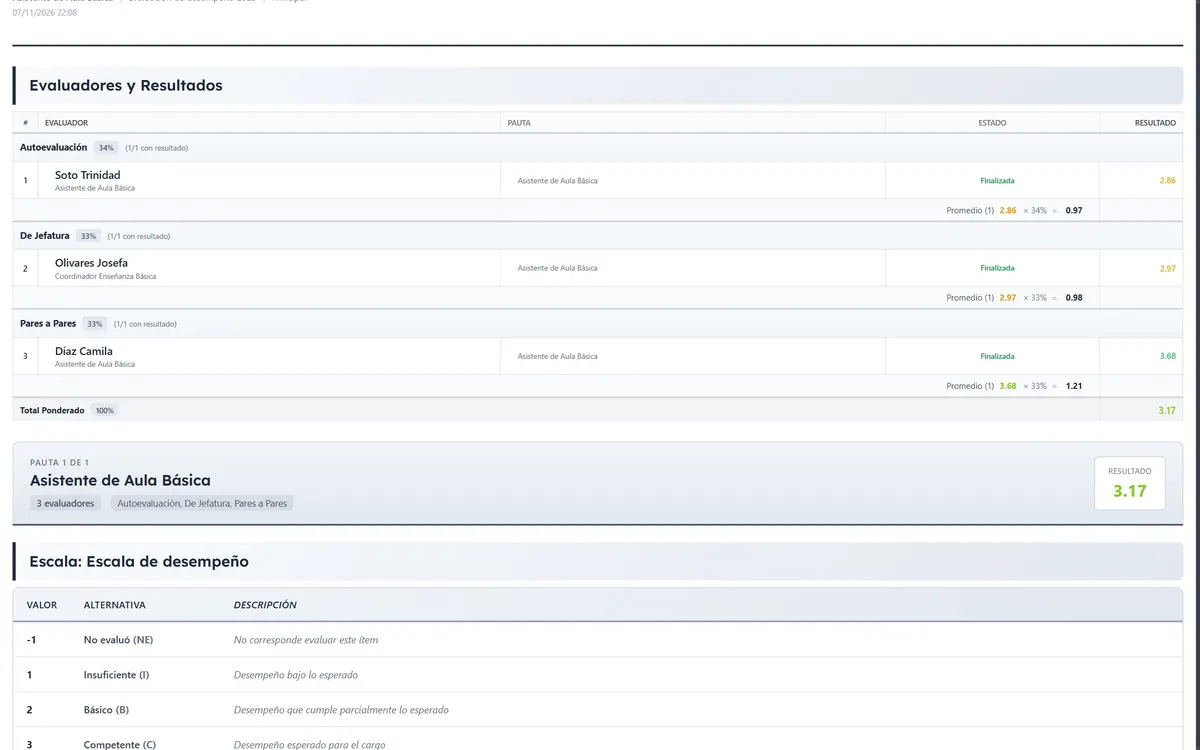 07/11/2026 22:08
Evaluadores y Resultados
# EVALUADOR PAUTA ESTADO RESULTADO
Autoevaluación 34% (1/1 con resultado)
1 Soto Trinidad Asistente de Aula Básica Finalizada 2.86
Asistente de Aula Básica
Promedio (1) 2.86 × 34% = 0.97
De Jefatura 33% (1/1 con resultado)
2 Olivares Josefa Asistente de Aula Básica Finalizada 2.97
Coordinador Enseñanza Básica
Promedio (1) 2.97 × 33% = 0.98
Pares a Pares 33% (1/1 con resultado)
3 Díaz Camila Asistente de Aula Básica Finalizada 3.68
Asistente de Aula Básica
Promedio (1) 3.68 × 33% = 1.21
Total Ponderado 100% 3.17
PAUTA 1 DE 1
Asistente de Aula Básica
3 evaluadores Autoevaluación, De Jefatura, Pares a Pares
RESULTADO
3.17
Escala: Escala de desempeño
VALOR ALTERNATIVA DESCRIPCIÓN
-1 No evaluó (NE) No corresponde evaluar este ítem
1 Insuficiente (I) Desempeño bajo lo esperado
2 Básico (B) Desempeño que cumple parcialmente lo esperado
3 Competente (C) Desempeño esperado para el cargo